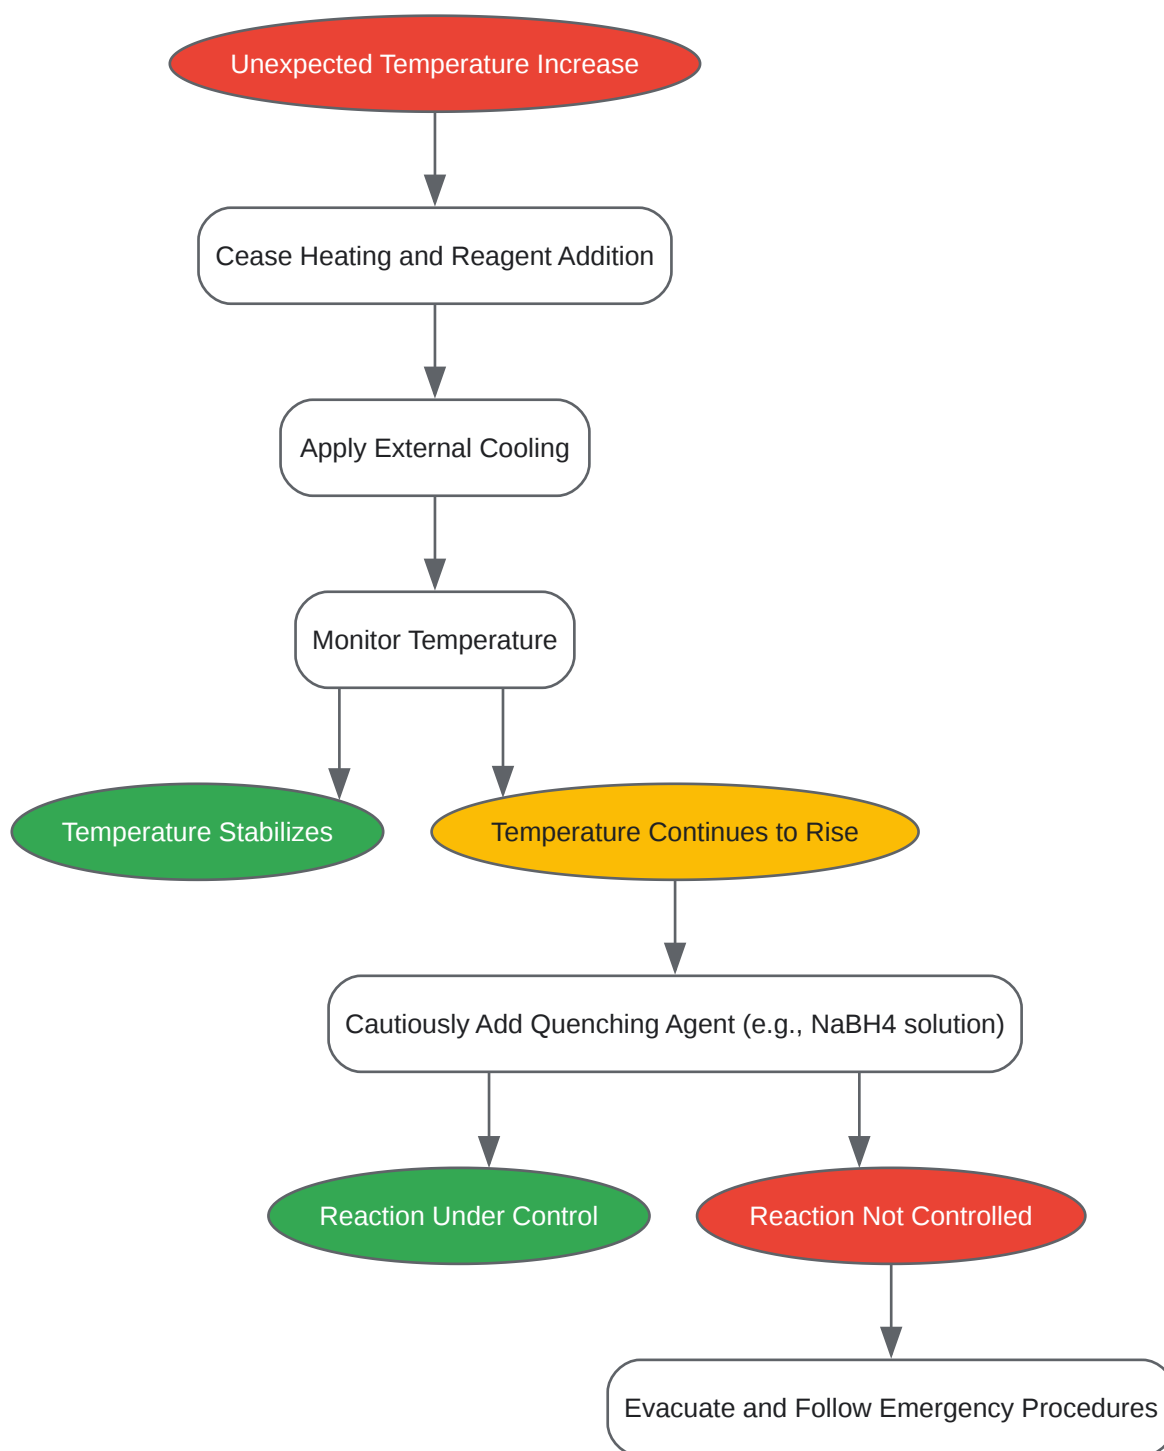 Unexpected Temperature Increase
Cease Heating and Reagent Addition
Apply External Cooling
Monitor Temperature
Temperature Stabilizes
Temperature Continues to Rise
Cautiously Add Quenching Agent (e.g., NaBH4 solution)
Reaction Under Control
Reaction Not Controlled
Evacuate and Follow Emergency Procedures